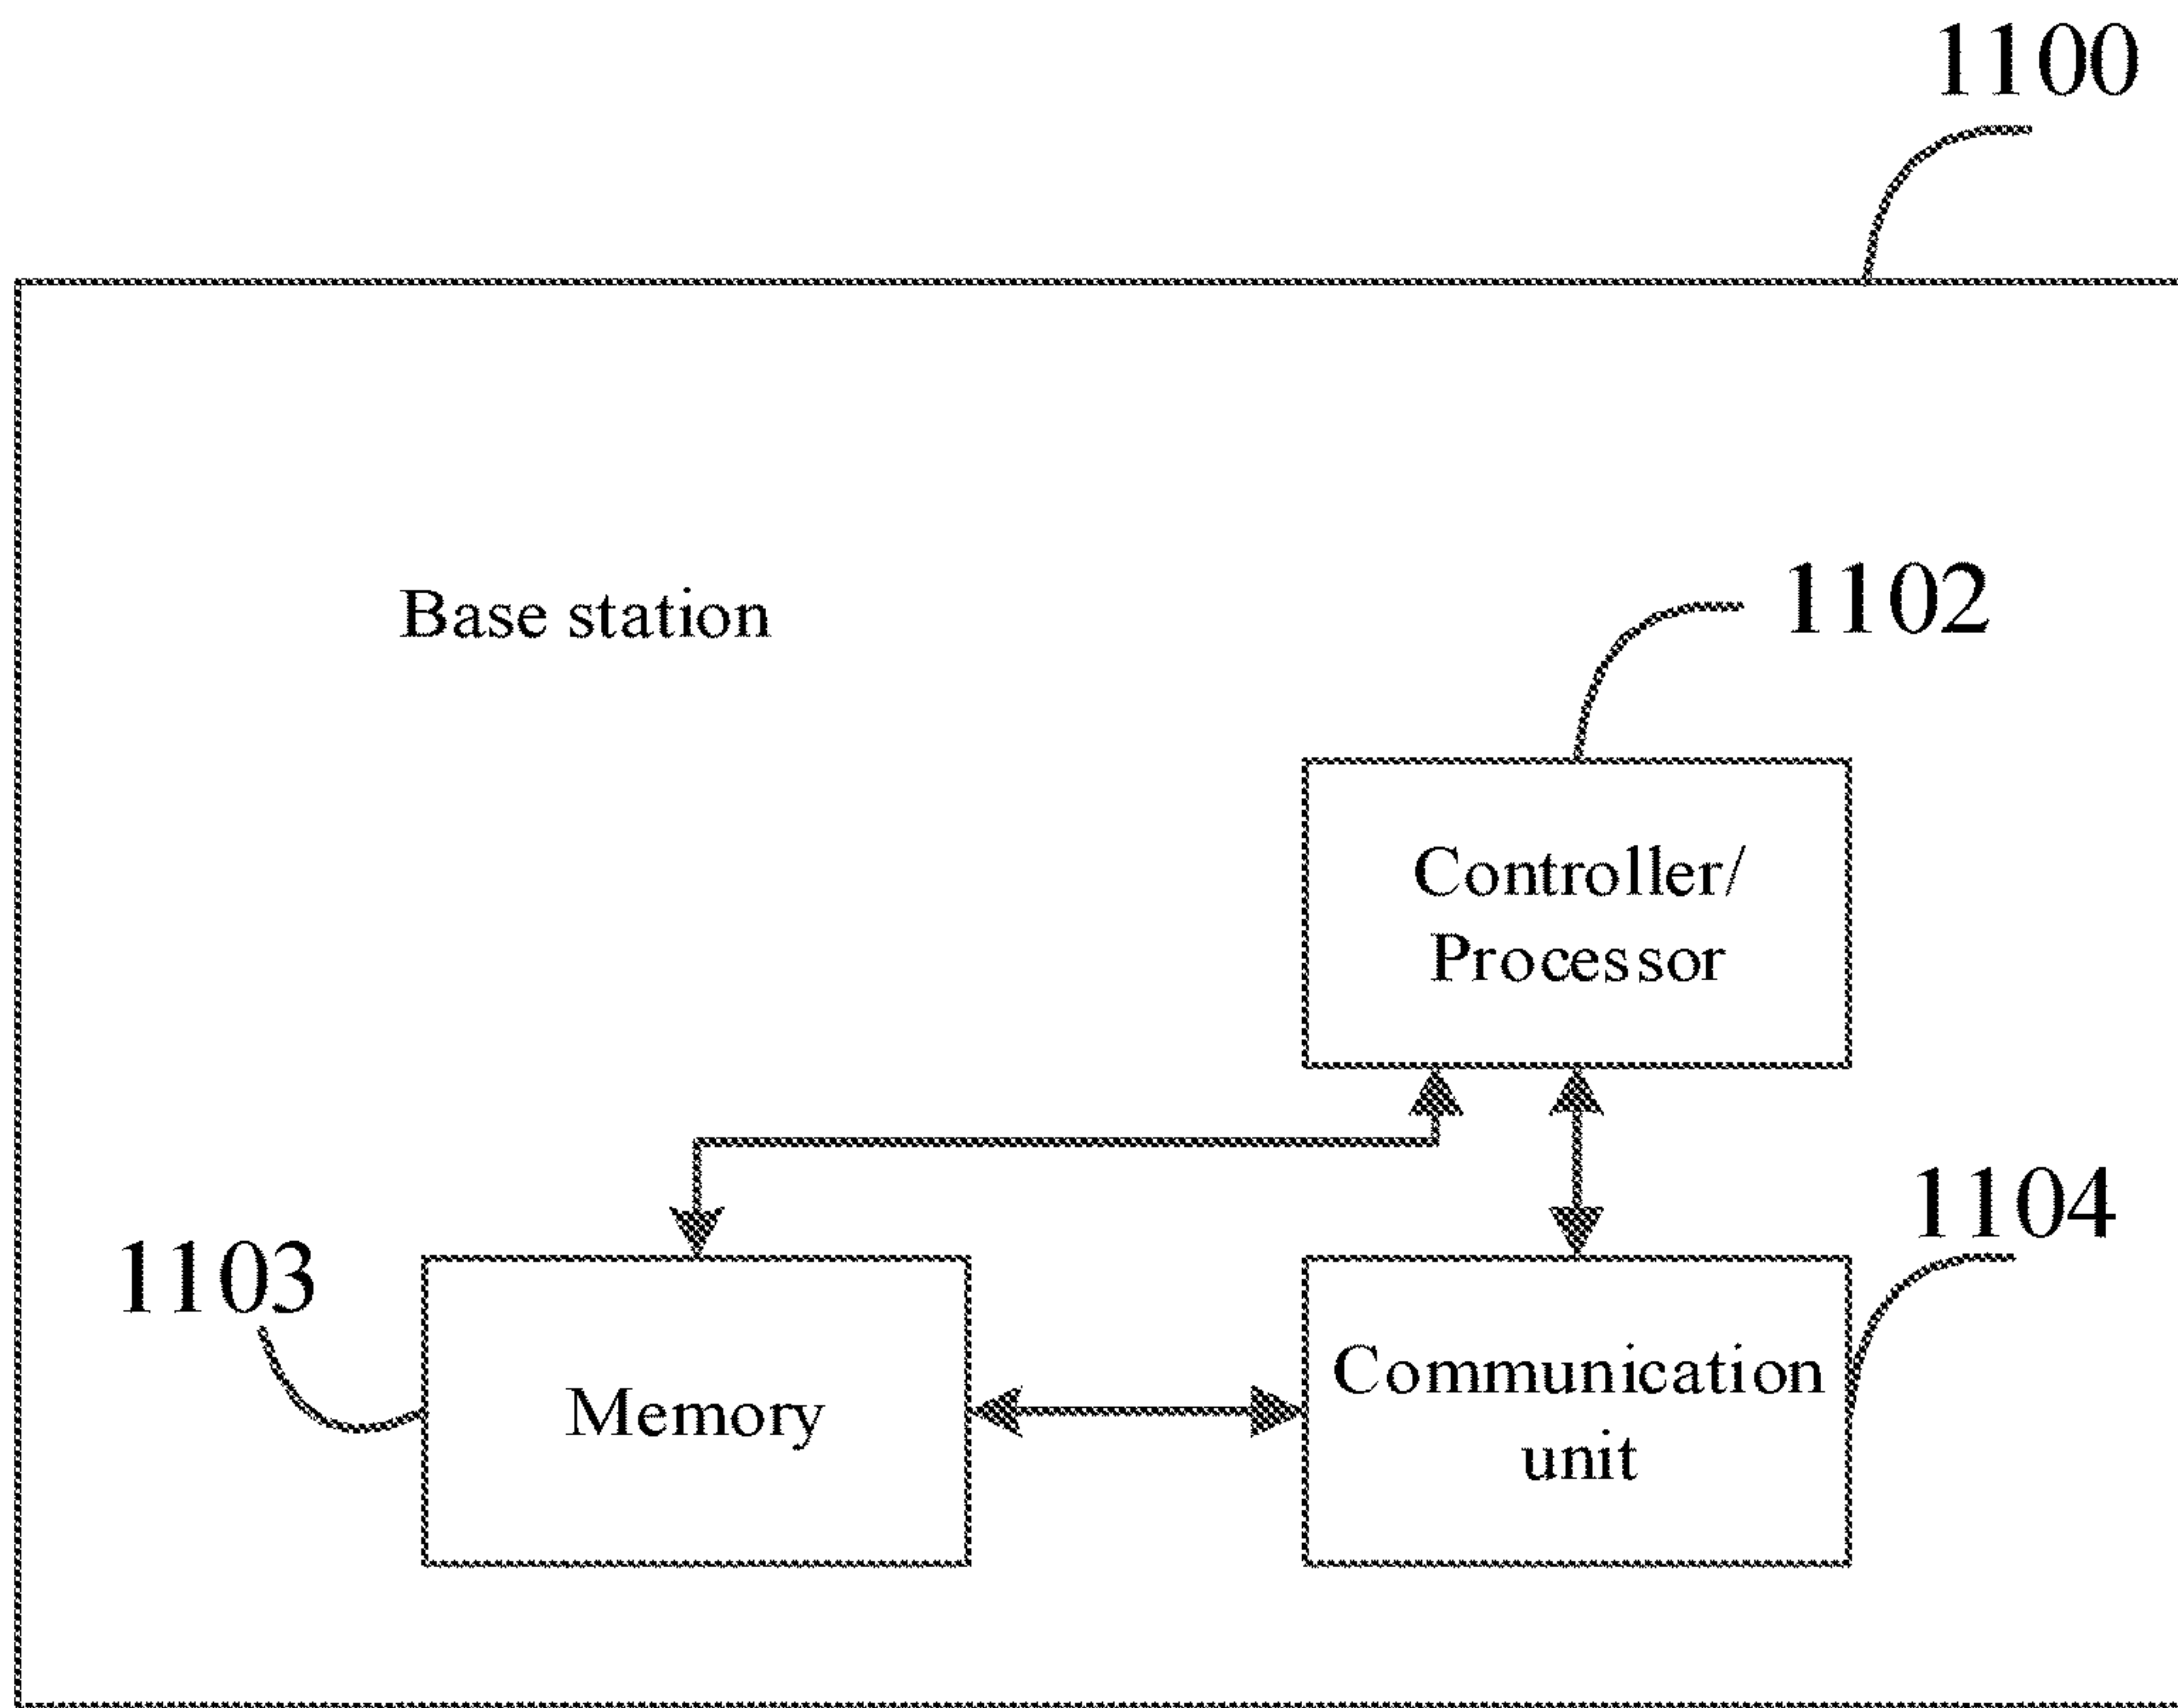 1100
Base station
1102
Controller/
Processor
1104
1103
Memory
Communication
unit